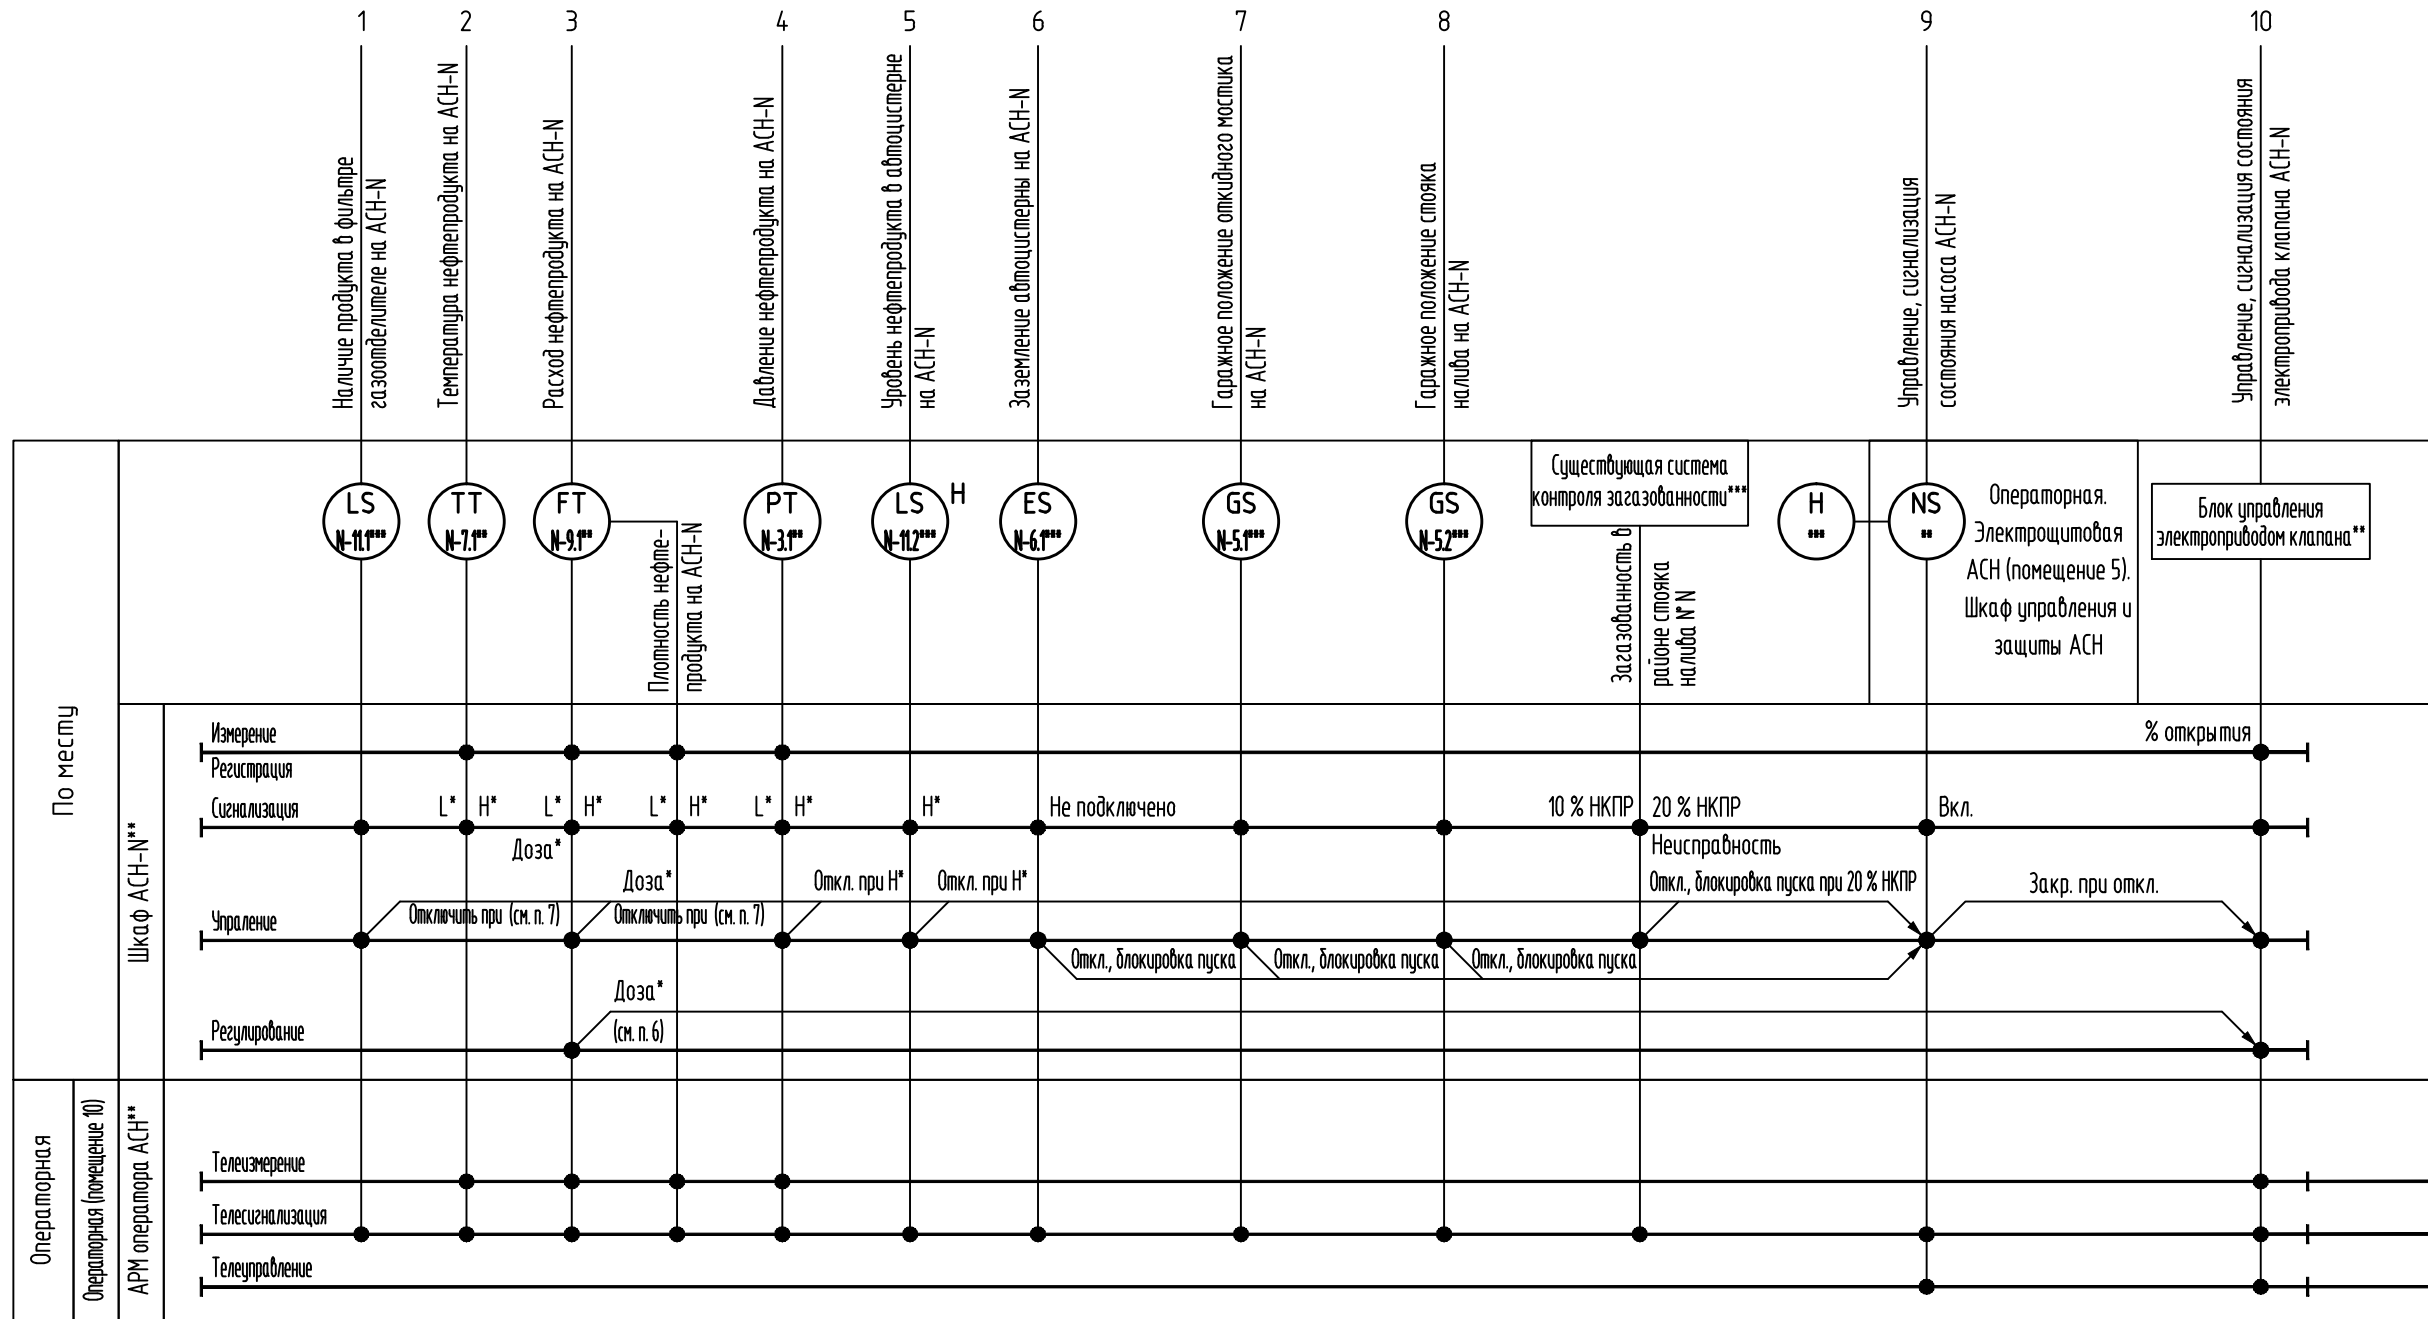 1
2
3
4
5
6
7
8
9
10
Наличие продукта в фильтре
газоотделителе на АСН-N
Температура нефтепродукта на АСН-N
Расход нефтепродукта на АСН-N
Давление нефтепродукта на АСН-N
Уровень нефтепродукта в автоцистерне
на АСН-N
Заземление автоцистерны на АСН-N
Гаражное положение откидного мостика
на АСН-N
Гаражное положение стояка
налива на АСН-N
Управление, сигнализация
состояния насоса АСН-N
Управление, сигнализация состояния
электропривода клапана АСН-N
По месту
LS
N-11.1***
TT
N-7.1**
FT
N-9.1**
Плотность нефте-
продукта на АСН-N
PT
N-3.1**
LS
N-11.2***
H
ES
N-6.1***
GS
N-5.1***
GS
N-5.2***
Существующая система
контроля загазованности***
Загазованность в
районе стояка
налива № N
H
***
NS
**
Операторная.
Электрощитовая
АСН (помещение 5).
Шкаф управления и
защиты АСН
Блок управления
электроприводом клапана**
Шкаф АСН-N**
Измерение
% открытия
Регистрация
Сигнализация
L* H*
L* H*
L* H*
L* H*
H*
Не подключено
10 % НКПР
20 % НКПР
Вкл.
Доза*
Неисправность
Доза*
Откл. при H*
Откл. при H*
Откл., блокировка пуска при 20 % НКПР
Закр. при откл.
Упраление
Отключить при (см. п. 7)
Отключить при (см. п. 7)
Откл., блокировка пуска
Откл., блокировка пуска
Откл., блокировка пуска
Доза*
Регулирование
(см. п. 6)
Операторная
Операторная (помещение 10)
АРМ оператора АСН**
Телеизмерение
Телесигнализация
Телеуправление